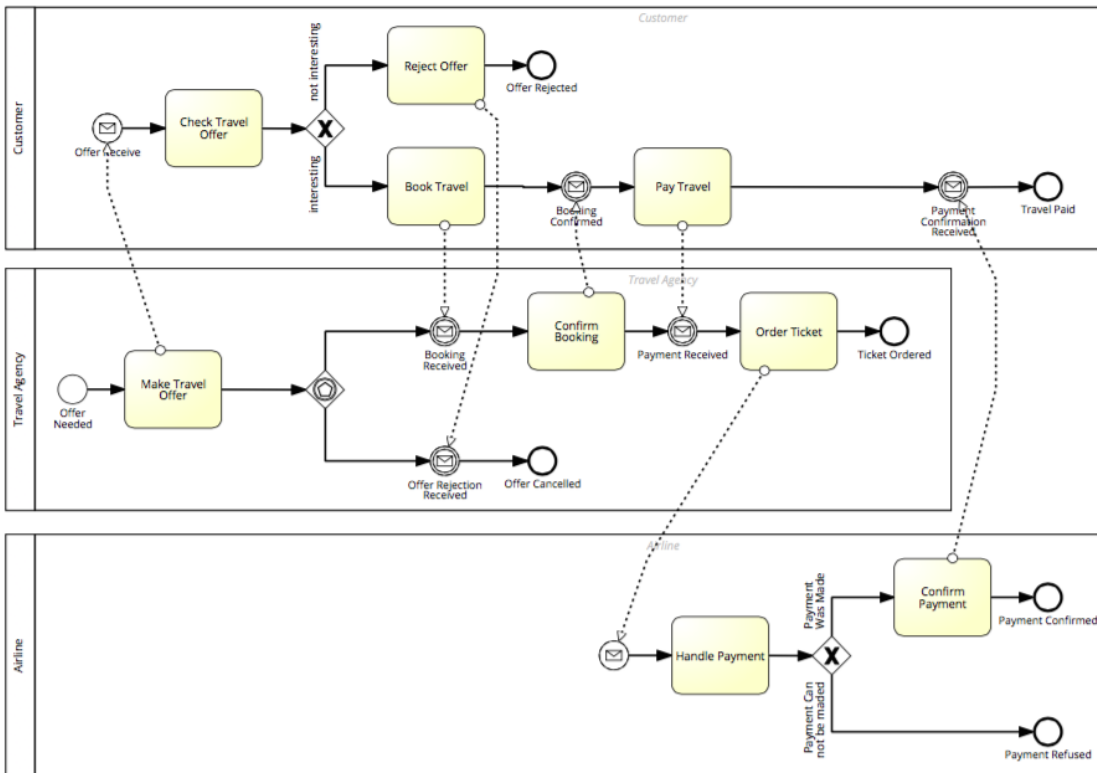 Customer
Customer
not interesting
Reject Offer
Offer Rejected
Check Travel
Offer
Offer Receive
interesting
Book Travel
Booking
Confirmed
Pay Travel
Payment
Confirmation
Received
Travel Paid
Travel Agency
Travel Agency
Offer
Needed
Make Travel
Offer
Booking
Received
Confirm
Booking
Payment Received
Order Ticket
Ticket Ordered
Offer Rejection
Received
Offer Cancelled
Airline
Airline
Handle Payment
Payment
Was Made
Confirm
Payment
Payment Confirmed
Payment Can
not be maded
Payment Refused